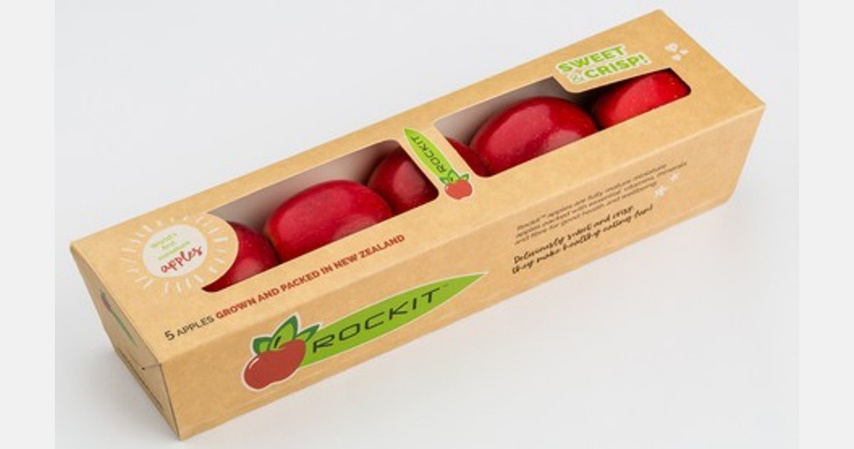 SWEET
& CRISP!
ROCKIT
World's
first
miniature
apples
5 APPLES GROWN AND PACKED IN NEW ZEALAND
ROCKIT™
Rockit™ apples are fully mature miniature
apples packed with essential vitamins, minerals
and fibre for good health and wellbeing.
Deliciously sweet and crisp,
they make healthy eating fun!